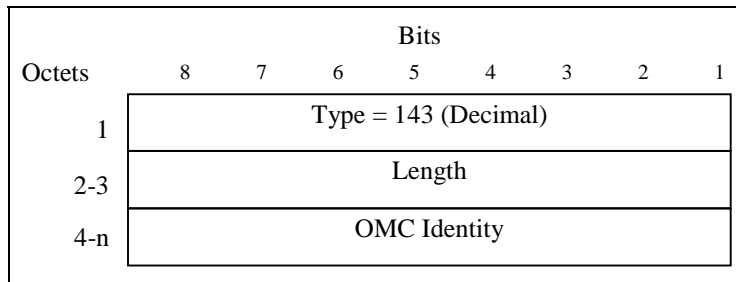 Bits
Octets 8 7 6 5 4 3 2 1
1 Type = 143 (Decimal)
2-3 Length
4-n OMC Identity